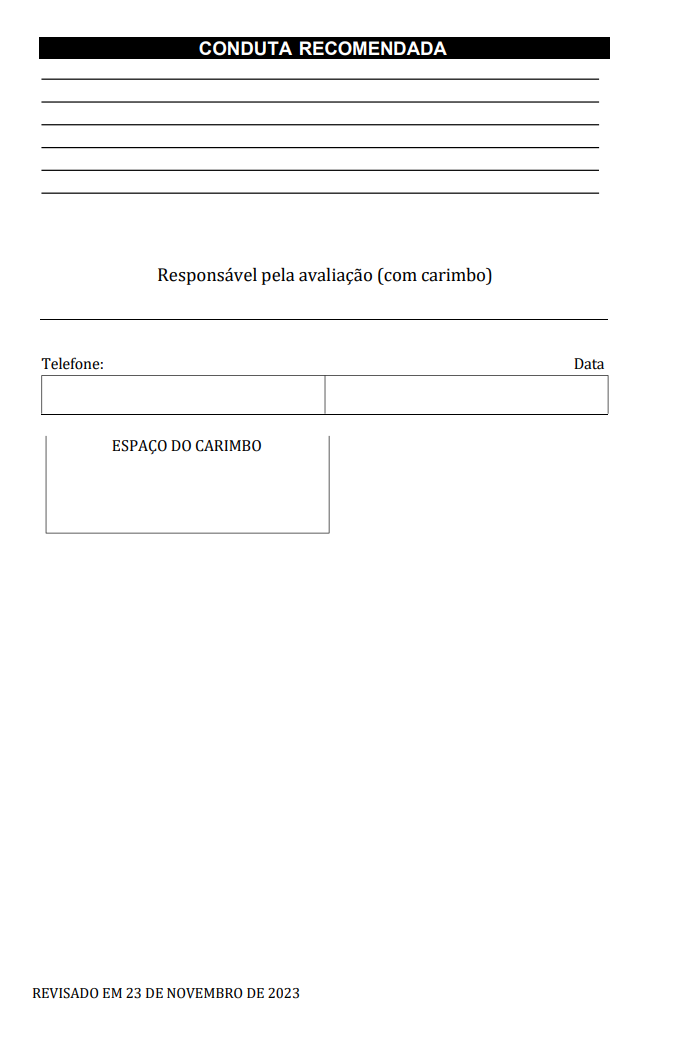 CONDUTA RECOMENDADA
Responsável pela avaliação (com carimbo)
Telefone: Data
ESPAÇO DO CARIMBO
REVISADO EM 23 DE NOVEMBRO DE 2023